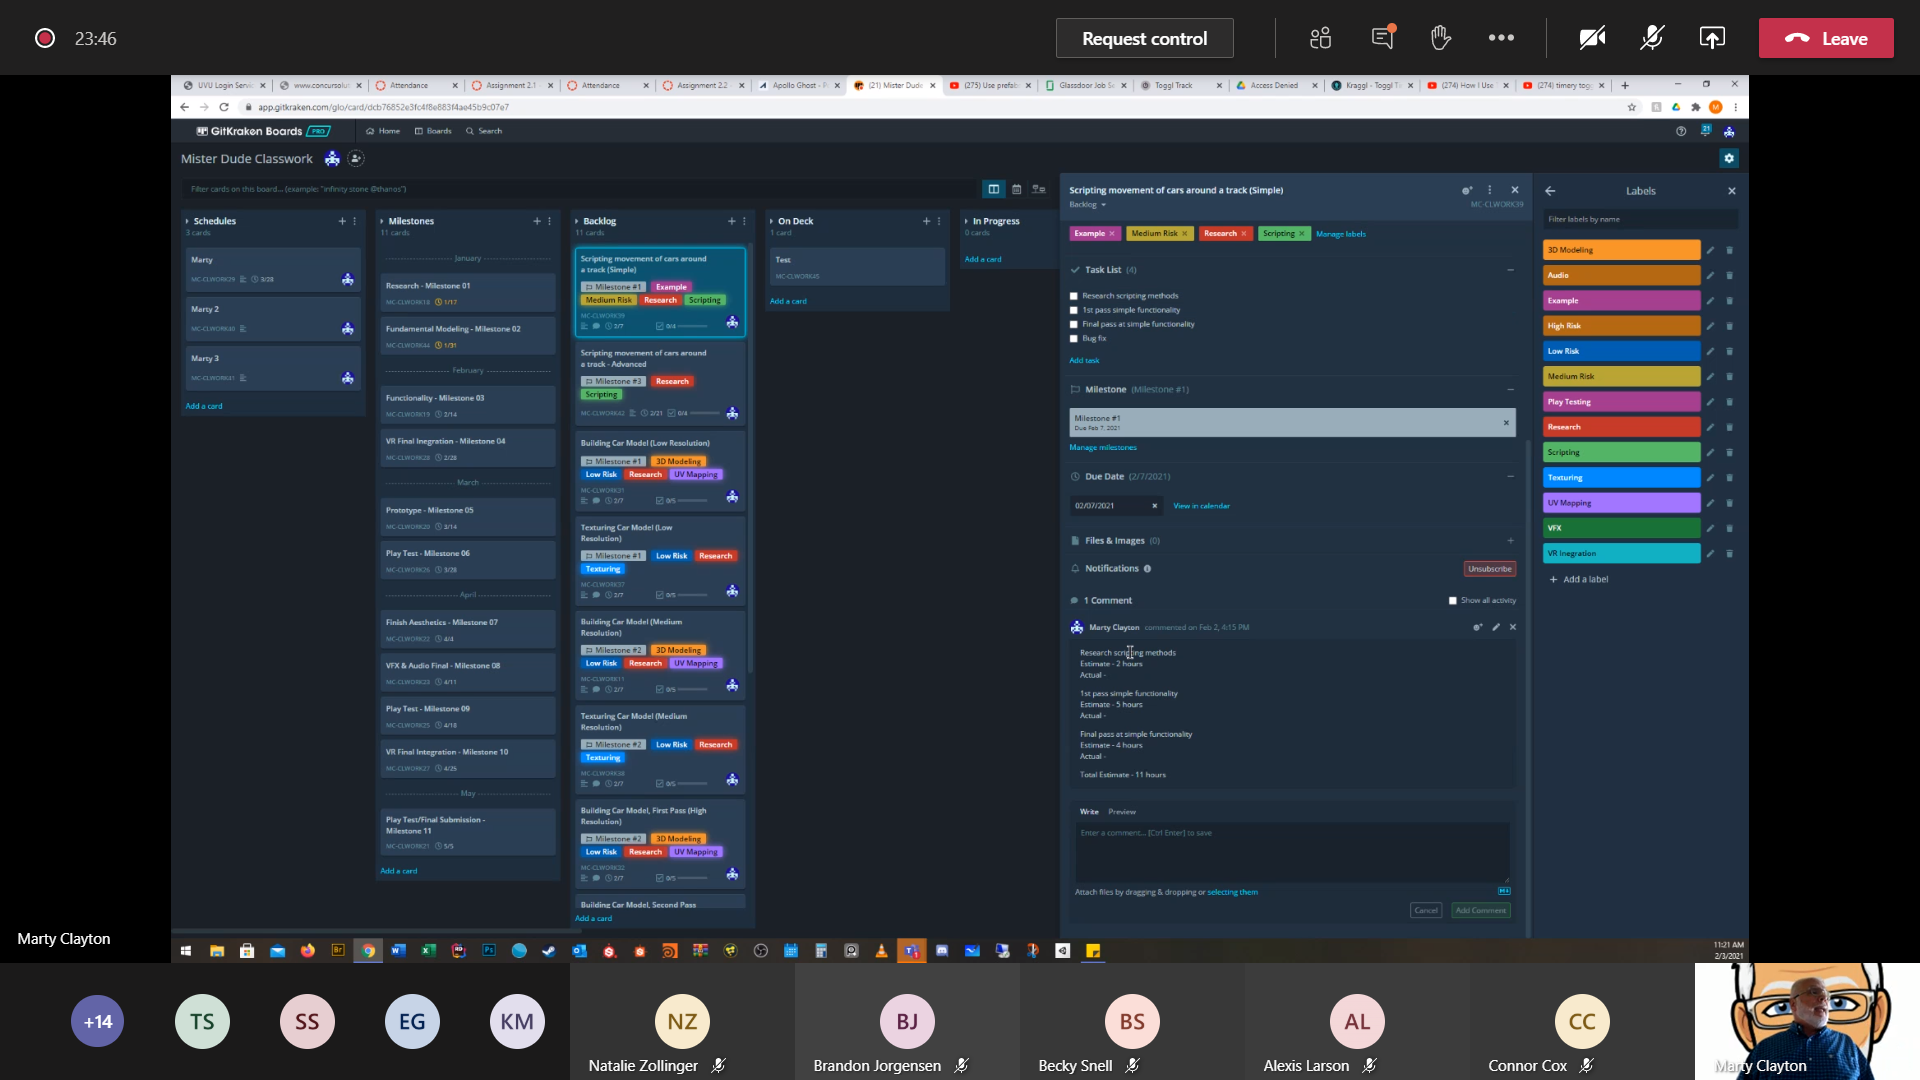 23:46
Request control
Leave
UVU Login Servic
www.concursolut
Attendance
Assignment 2.1 -
Attendance
Assignment 2.2 -
Apollo Ghost - P
(21) Mister Dude
(275) Use prefab
Glassdoor Job Se
Toggl Track
Access Denied
Kraggl - Toggl T
(274) How I Use
(274) timery tog
app.gitkraken.com/glo/card/dcb76852e3fc4f8e883f4ae45b9c07e7
GitKraken Boards PRO
Home
Boards
Search
21
Mister Dude Classwork
Filter cards on this board... (example: "infinity stone @thanos")
Schedules
3 cards
Marty
MC-CLWORK29 3/28
Marty 2
MC-CLWORK40
Marty 3
MC-CLWORK41
Add a card
Milestones
11 cards
January
Research - Milestone 01
MC-CLWORK18 1/17
Fundamental Modeling - Milestone 02
MC-CLWORK44 1/31
February
Functionality - Milestone 03
MC-CLWORK19 2/14
VR Final Inegration - Milestone 04
MC-CLWORK28 2/28
March
Prototype - Milestone 05
MC-CLWORK20 3/14
Play Test - Milestone 06
MC-CLWORK26 3/28
April
Finish Aesthetics - Milestone 07
MC-CLWORK22 4/4
VFX & Audio Final - Milestone 08
MC-CLWORK23 4/11
Play Test - Milestone 09
MC-CLWORK25 4/18
VR Final Integration - Milestone 10
MC-CLWORK27 4/25
May
Play Test/Final Submission -
Milestone 11
MC-CLWORK21 5/5
Add a card
Backlog
11 cards
Scripting movement of cars around
a track (Simple)
Milestone #1 Example
Medium Risk Research Scripting
MC-CLWORK39
2/7 0/4
Scripting movement of cars around
a track - Advanced
Milestone #3 Research
Scripting
MC-CLWORK42 2/21 0/4
Building Car Model (Low Resolution)
Milestone #1 3D Modeling
Low Risk Research UV Mapping
MC-CLWORK31
2/7 0/5
Texturing Car Model (Low
Resolution)
Milestone #1 Low Risk Research
Texturing
MC-CLWORK37
2/7 0/5
Building Car Model (Medium
Resolution)
Milestone #2 3D Modeling
Low Risk Research UV Mapping
MC-CLWORK11
2/7 0/5
Texturing Car Model (Medium
Resolution)
Milestone #2 Low Risk Research
Texturing
MC-CLWORK38
2/7 0/5
Building Car Model, First Pass (High
Resolution)
Milestone #2 3D Modeling
Low Risk Research UV Mapping
MC-CLWORK32
2/7 0/5
Building Car Model, Second Pass
Add a card
On Deck
1 card
Test
MC-CLWORK45
Add a card
In Progress
0 cards
Add a card
Scripting movement of cars around a track (Simple)
Backlog
MC-CLWORK39
Example Medium Risk Research Scripting Manage labels
Task List (4)
Research scripting methods
1st pass simple functionality
Final pass at simple functionality
Bug fix
Add task
Milestone (Milestone #1)
Milestone #1
Due Feb 7, 2021
Manage milestones
Due Date (2/7/2021)
02/07/2021
View in calendar
Files & Images (0)
Notifications
Unsubscribe
1 Comment
Show all activity
Marty Clayton commented on Feb 2, 4:15 PM
Research scripting methods
Estimate - 2 hours
Actual -
1st pass simple functionality
Estimate - 5 hours
Actual -
Final pass at simple functionality
Estimate - 4 hours
Actual -
Total Estimate - 11 hours
Write Preview
Enter a comment... [Ctrl Enter] to save
Attach files by dragging & dropping or selecting them
Cancel
Add Comment
Labels
Filter labels by name
3D Modeling
Audio
Example
High Risk
Low Risk
Medium Risk
Play Testing
Research
Scripting
Texturing
UV Mapping
VFX
VR Inegration
Add a label
11:21 AM
2/3/2021
Marty Clayton
+14
TS
SS
EG
KM
NZ
BJ
BS
AL
CC
Natalie Zollinger
Brandon Jorgensen
Becky Snell
Alexis Larson
Connor Cox
Marty Clayton